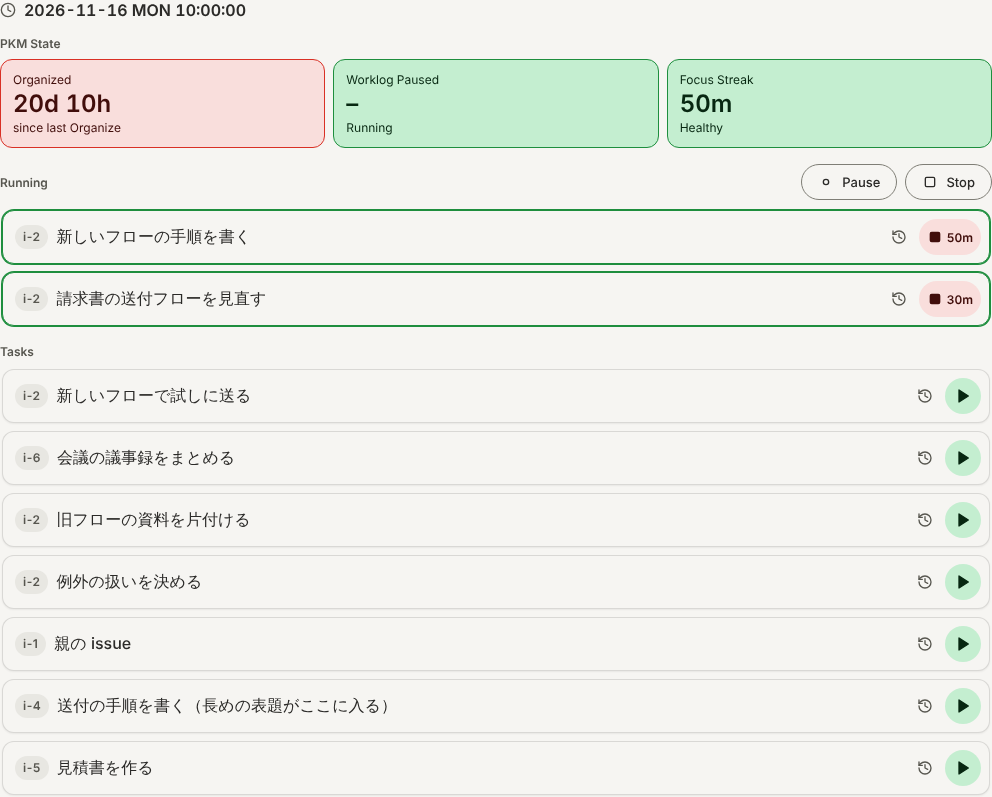 2026-11-16 MON 10:00:00
PKM State
Organized
20d 10h
since last Organize
Worklog Paused
–
Running
Focus Streak
50m
Healthy
Running
Pause
Stop
i-2 新しいフローの手順を書く 50m
i-2 請求書の送付フローを見直す 30m
Tasks
i-2 新しいフローで試しに送る
i-6 会議の議事録をまとめる
i-2 旧フローの資料を片付ける
i-2 例外の扱いを決める
i-1 親の issue
i-4 送付の手順を書く（長めの表題がここに入る）
i-5 見積書を作る